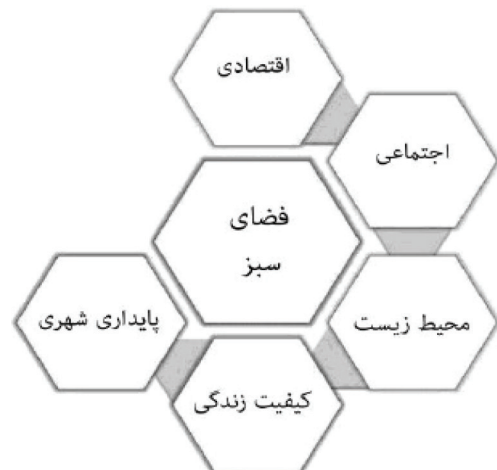 اقتصادی
اجتماعی
فضای
سبز
محیط زیست
پایداری شهری
کیفیت زندگی